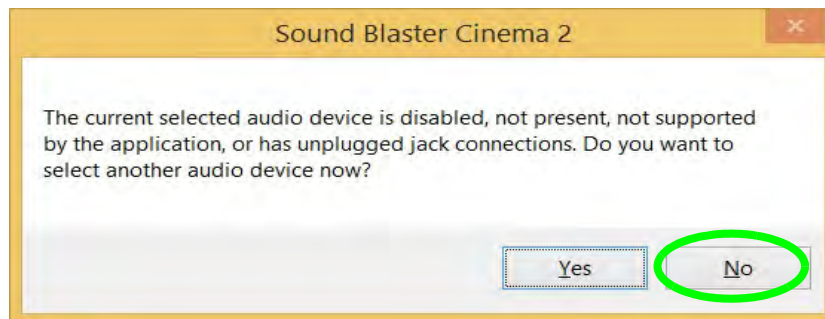 Sound Blaster Cinema 2
The current selected audio device is disabled, not present, not supported
by the application, or has unplugged jack connections. Do you want to
select another audio device now?
Yes No